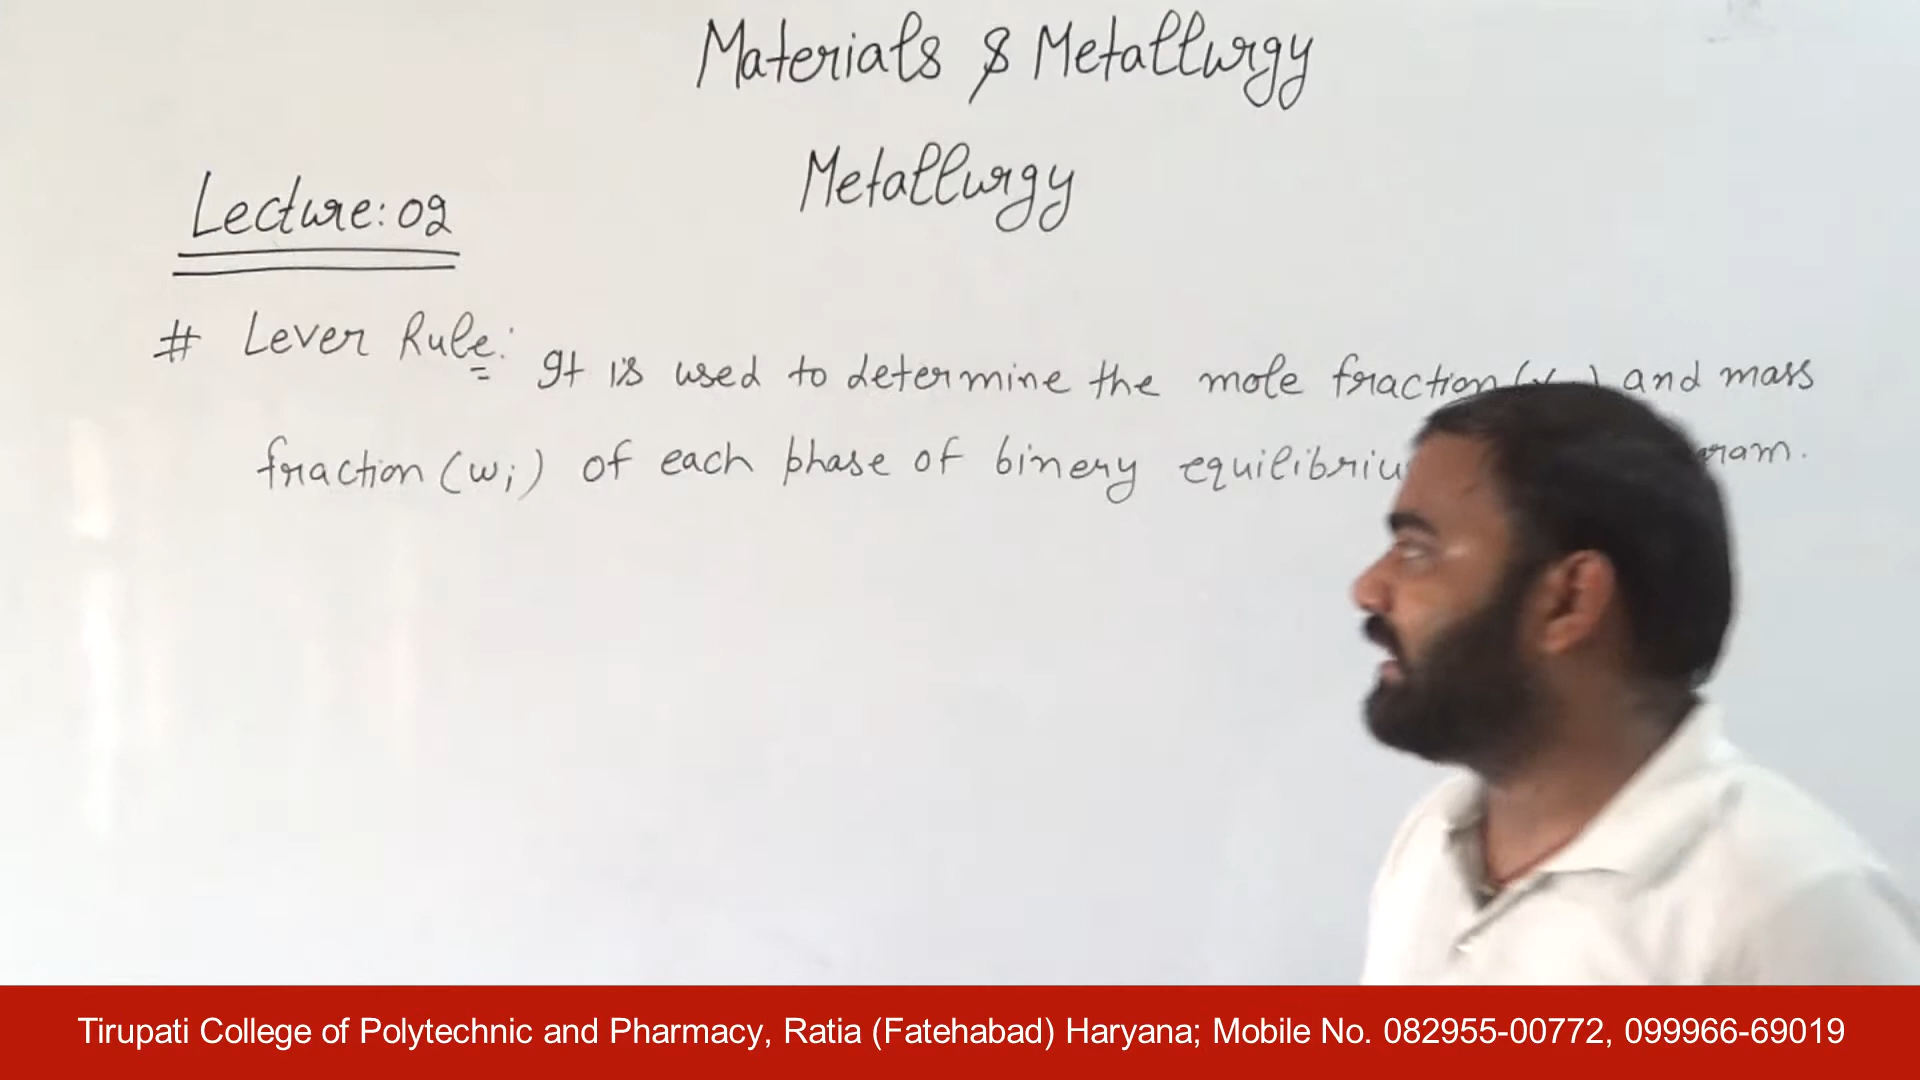 Materials & Metallurgy
Metallurgy
Lecture: 02
# Lever Rule: It is used to determine the mole fraction ( ) and mass
fraction (wi) of each phase of binery
Tirupati College of Polytechnic and Pharmacy, Ratia (Fatehabad) Haryana; Mobile No. 082955-00772, 099966-69019